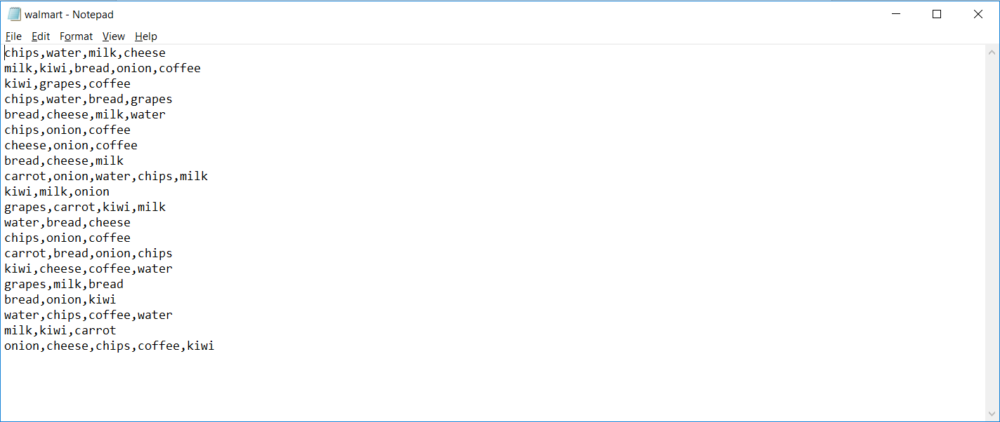 walmart - Notepad
File Edit Format View Help
chips,water,milk,cheese
milk,kiwi,bread,onion,coffee
kiwi,grapes,coffee
chips,water,bread,grapes
bread,cheese,milk,water
chips,onion,coffee
cheese,onion,coffee
bread,cheese,milk
carrot,onion,water,chips,milk
kiwi,milk,onion
grapes,carrot,kiwi,milk
water,bread,cheese
chips,onion,coffee
carrot,bread,onion,chips
kiwi,cheese,coffee,water
grapes,milk,bread
bread,onion,kiwi
water,chips,coffee,water
milk,kiwi,carrot
onion,cheese,chips,coffee,kiwi